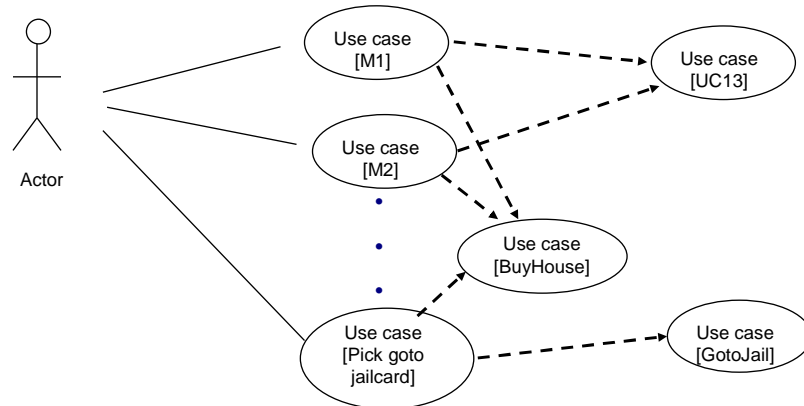 Use case
[M1]
Use case
[UC13]
Use case
[M2]
Actor
Use case
[BuyHouse]
Use case
[Pick goto
jailcard]
Use case
[GotoJail]